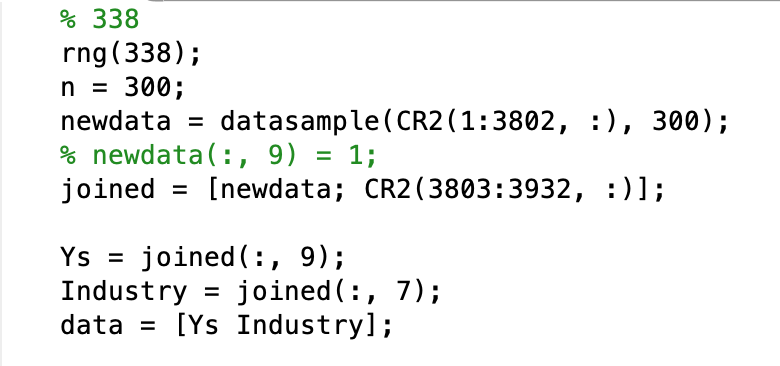 % 338
rng(338);
n = 300;
newdata = datasample(CR2(1:3802, :), 300);
% newdata(:, 9) = 1;
joined = [newdata; CR2(3803:3932, :)];
Ys = joined(:, 9);
Industry = joined(:, 7);
data = [Ys Industry];